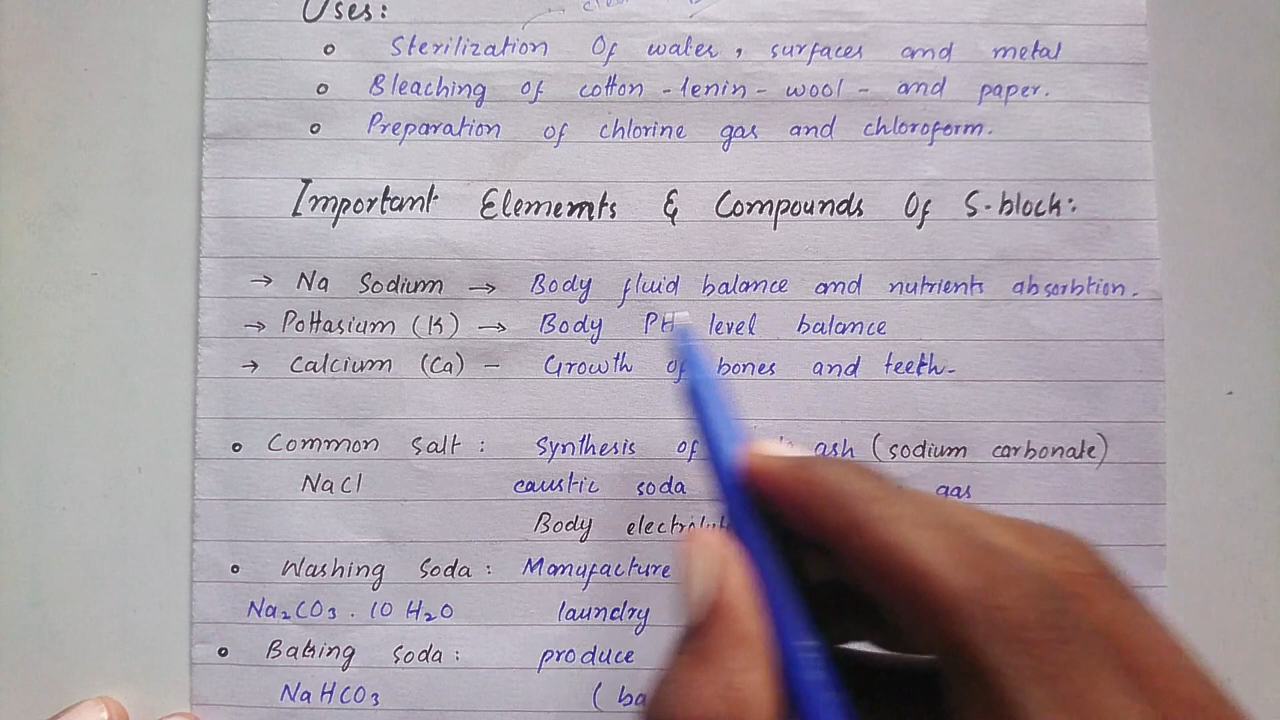 Uses:
o Sterilization Of water, surfaces and metal
o Bleaching of cotton - lenin - wool - and paper.
o Preparation of chlorine gas and chloroform.
Important Elements & Compounds Of S-block:
→ Na Sodium → Body fluid balance and nutrients absorbtion.
→ Pottasium (K) → Body PH level balance
→ Calcium (Ca) - Growth of bones and teeth-
o Common salt : synthesis of ash (sodium carbonate)
NaCl caustic soda gas
Body
o Washing soda : Manufacture
Na₂CO₃ . 10 H₂O laundry
o Baking soda : produce
NaHCO₃